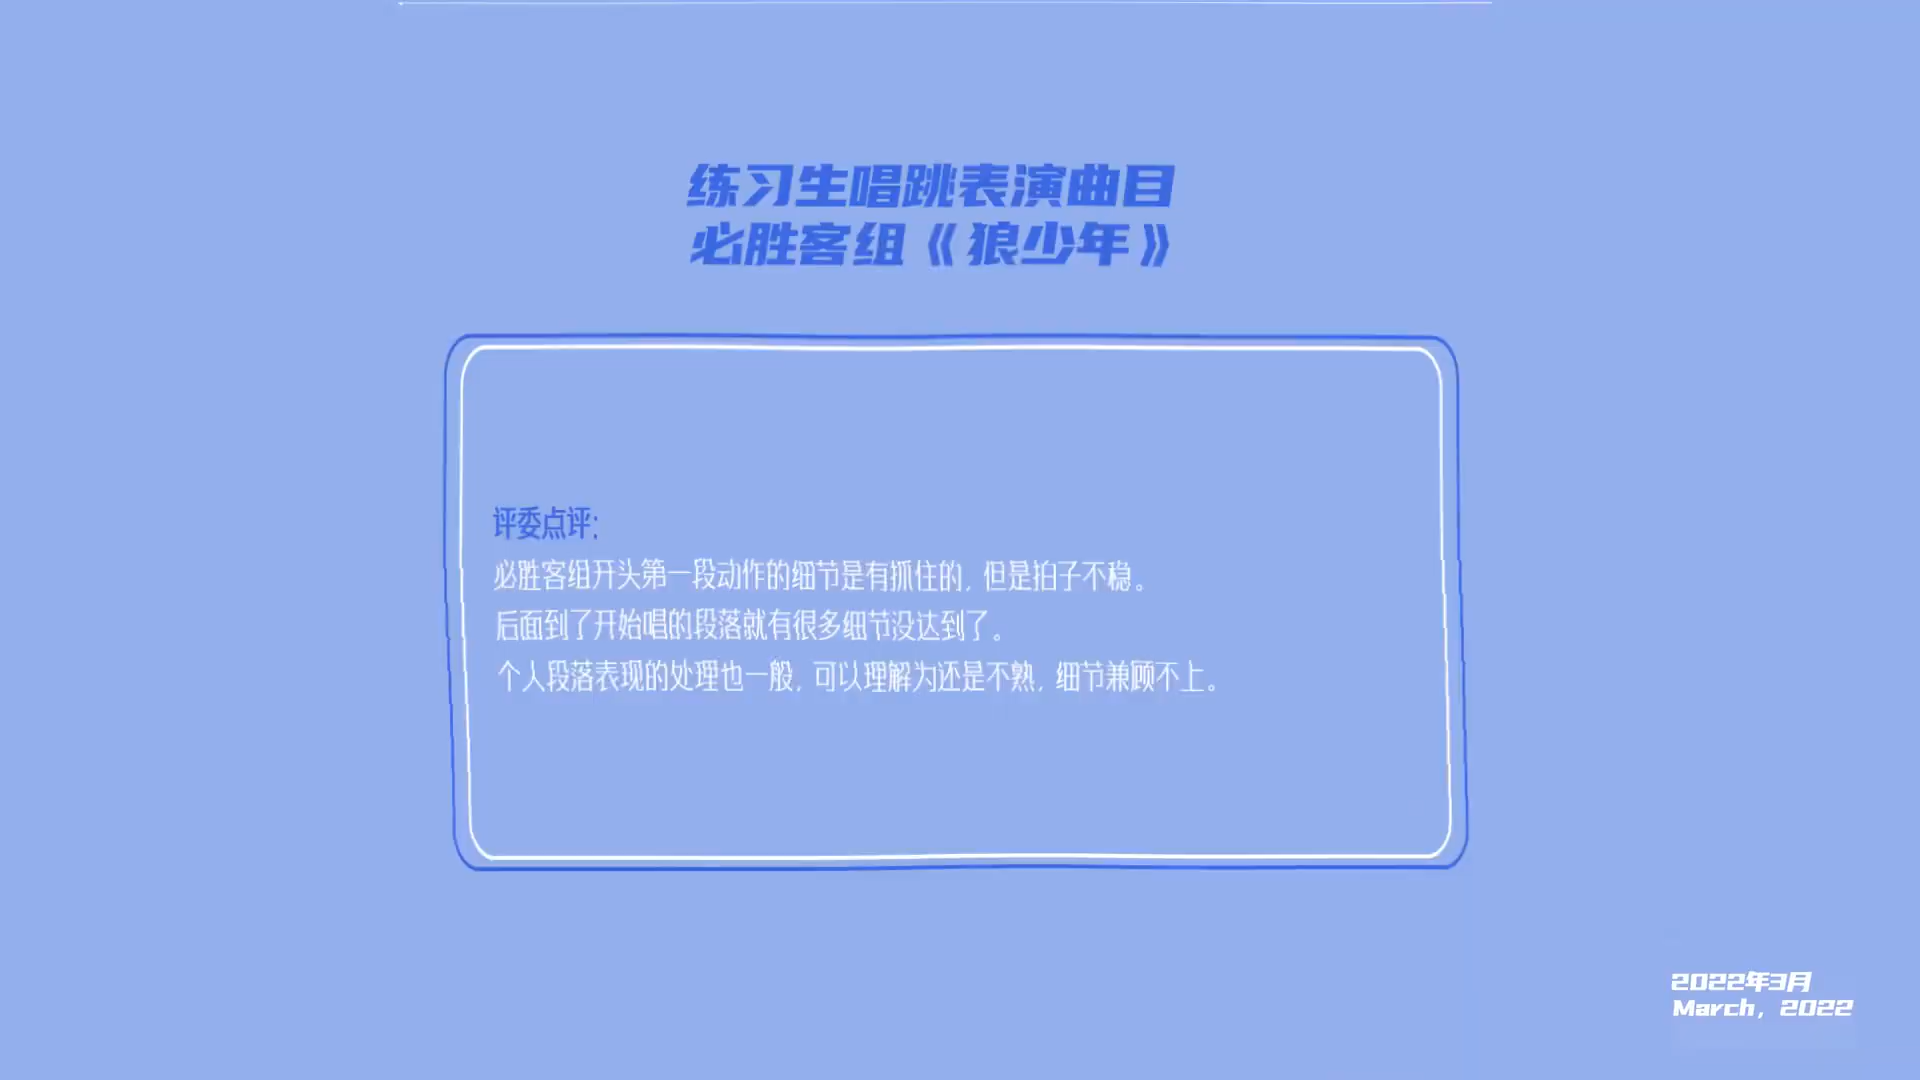 练习生唱跳表演曲目
必胜客组《狼少年》
评委点评:
必胜客组开头第一段动作的细节是有抓住的, 但是拍子不稳。
后面到了开始唱的段落就有很多细节没达到了。
个人段落表现的处理也一般, 可以理解为还是不熟, 细节兼顾不上。
2022年3月
March, 2022